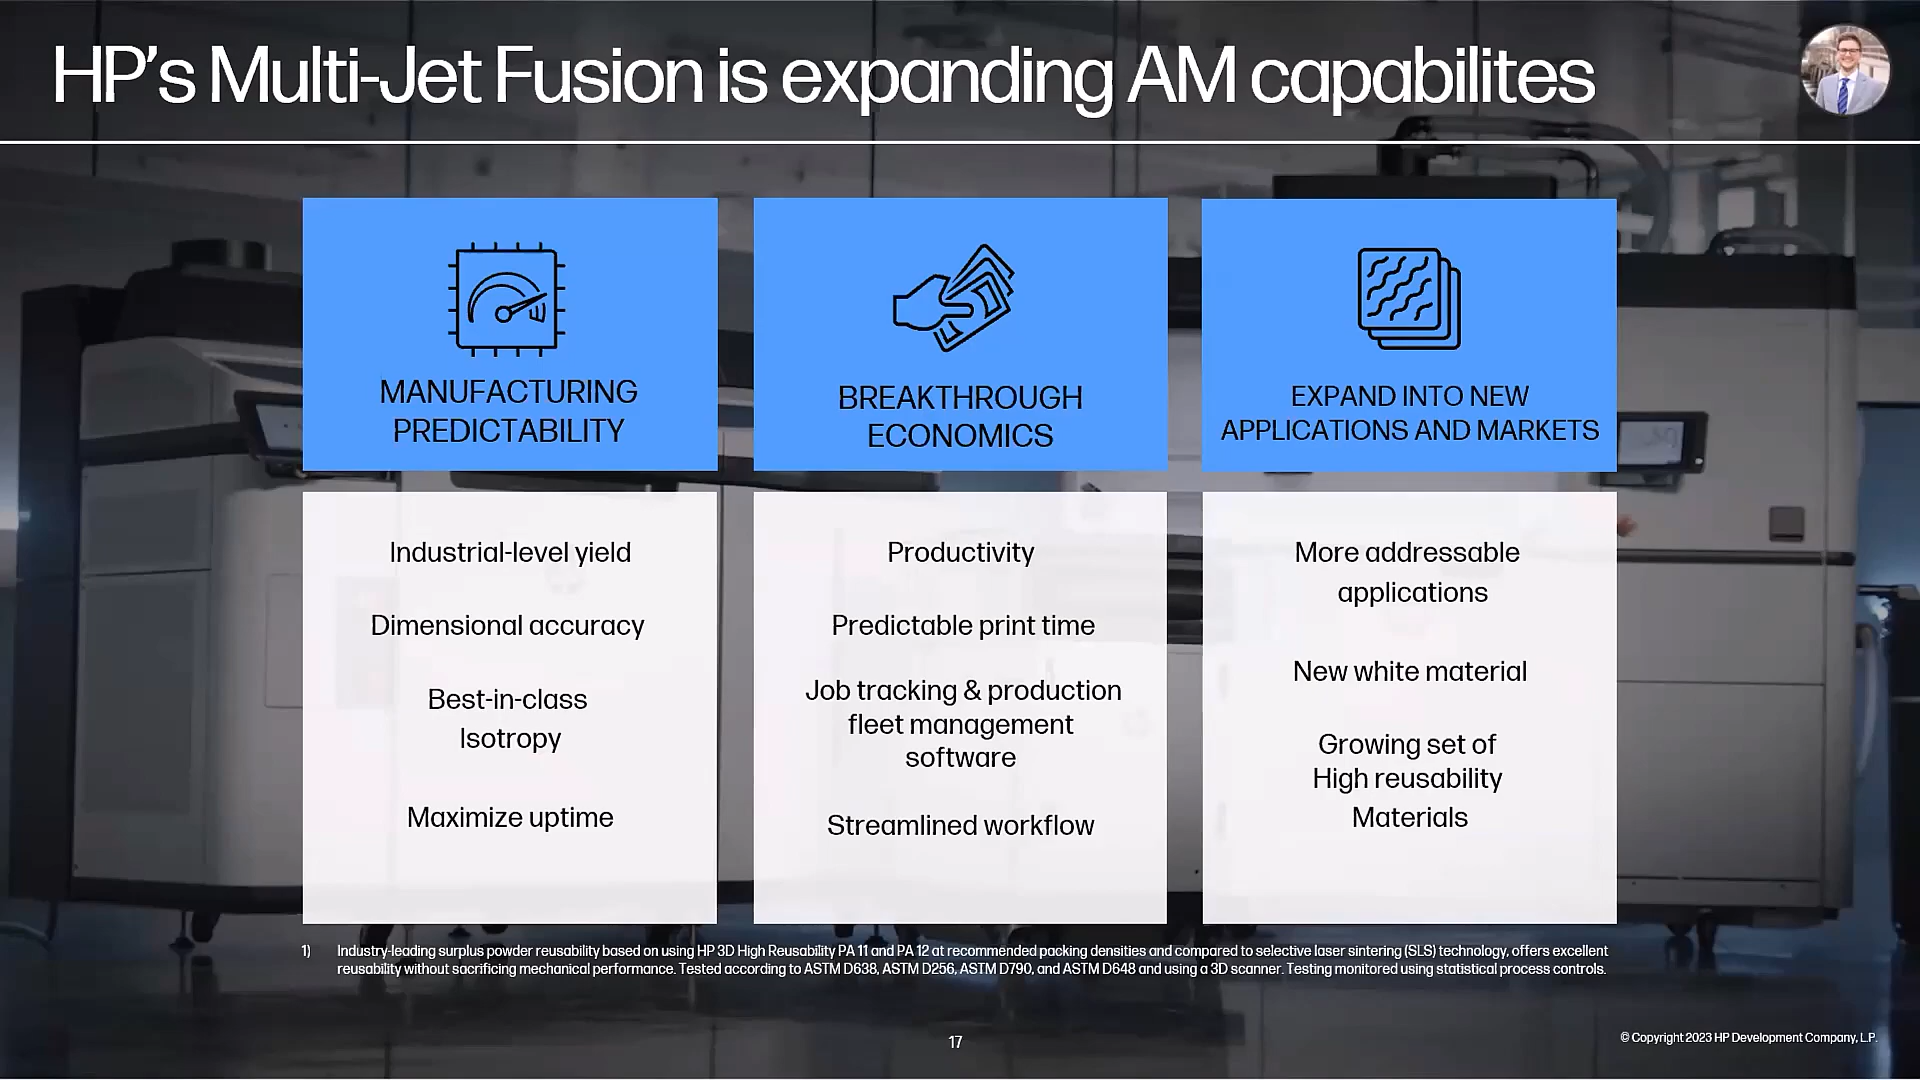 HP's Multi-Jet Fusion is expanding AM capabilites
MANUFACTURING
PREDICTABILITY
Industrial-level yield
Dimensional accuracy
Best-in-class
Isotropy
Maximize uptime
BREAKTHROUGH
ECONOMICS
Productivity
Predictable print time
Job tracking & production
fleet management
software
Streamlined workflow
EXPAND INTO NEW
APPLICATIONS AND MARKETS
More addressable
applications
New white material
Growing set of
High reusability
Materials
1) Industry-leading surplus powder reusability based on using HP 3D High Reusability PA 11 and PA 12 at recommended packing densities and compared to selective laser sintering (SLS) technology, offers excellent
reusability without sacrificing mechanical performance. Tested according to ASTM D638, ASTM D256, ASTM D790, and ASTM D648 and using a 3D scanner. Testing monitored using statistical process controls.
17
© Copyright 2023 HP Development Company, L.P.